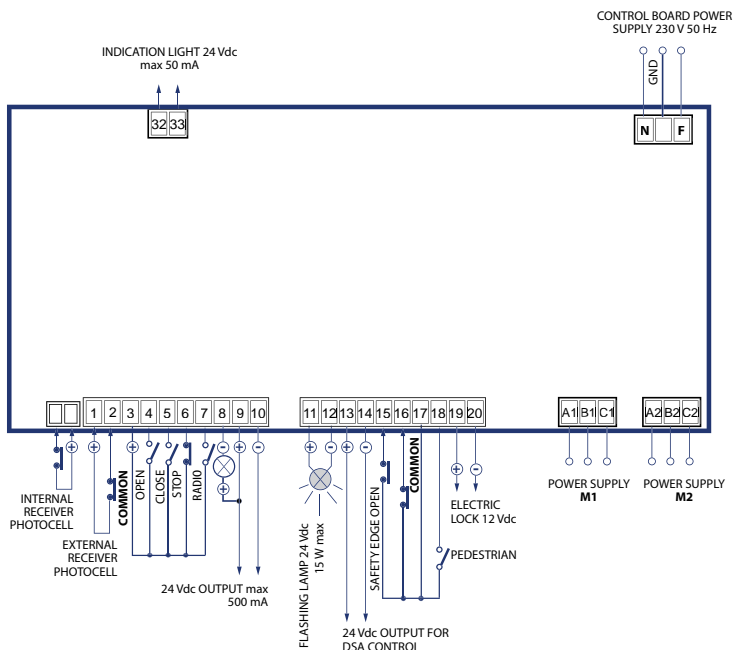 CONTROL BOARD POWER
SUPPLY 230 V 50 Hz
INDICATION LIGHT 24 Vdc
max 50 mA
GND
32 33
N F
1 2 3 4 5 6 7 8 9 10
11 12 13 14 15 16 17 18 19 20
A1 B1 C1
A2 B2 C2
+ + + - + - + - + -
INTERNAL
RECEIVER
PHOTOCELL
EXTERNAL
RECEIVER
PHOTOCELL
COMMON
OPEN
CLOSE
STOP
RADIO
+
24 Vdc OUTPUT max
500 mA
FLASHING LAMP 24 Vdc
15 W max
24 Vdc OUTPUT FOR
DSA CONTROL
SAFETY EDGE OPEN
COMMON
PEDESTRIAN
+ -
ELECTRIC
LOCK 12 Vdc
POWER SUPPLY
M1
POWER SUPPLY
M2